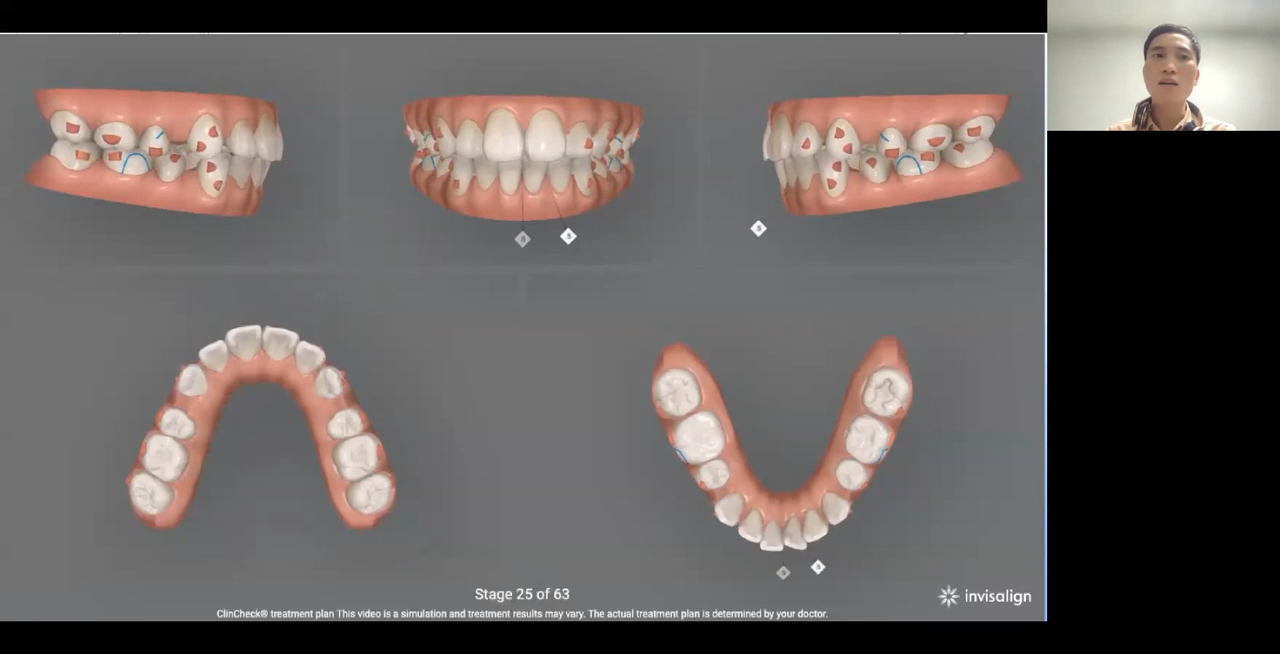 Stage 25 of 63
invisalign
ClinCheck® treatment plan This video is a simulation and treatment results may vary. The actual treatment plan is determined by your doctor.